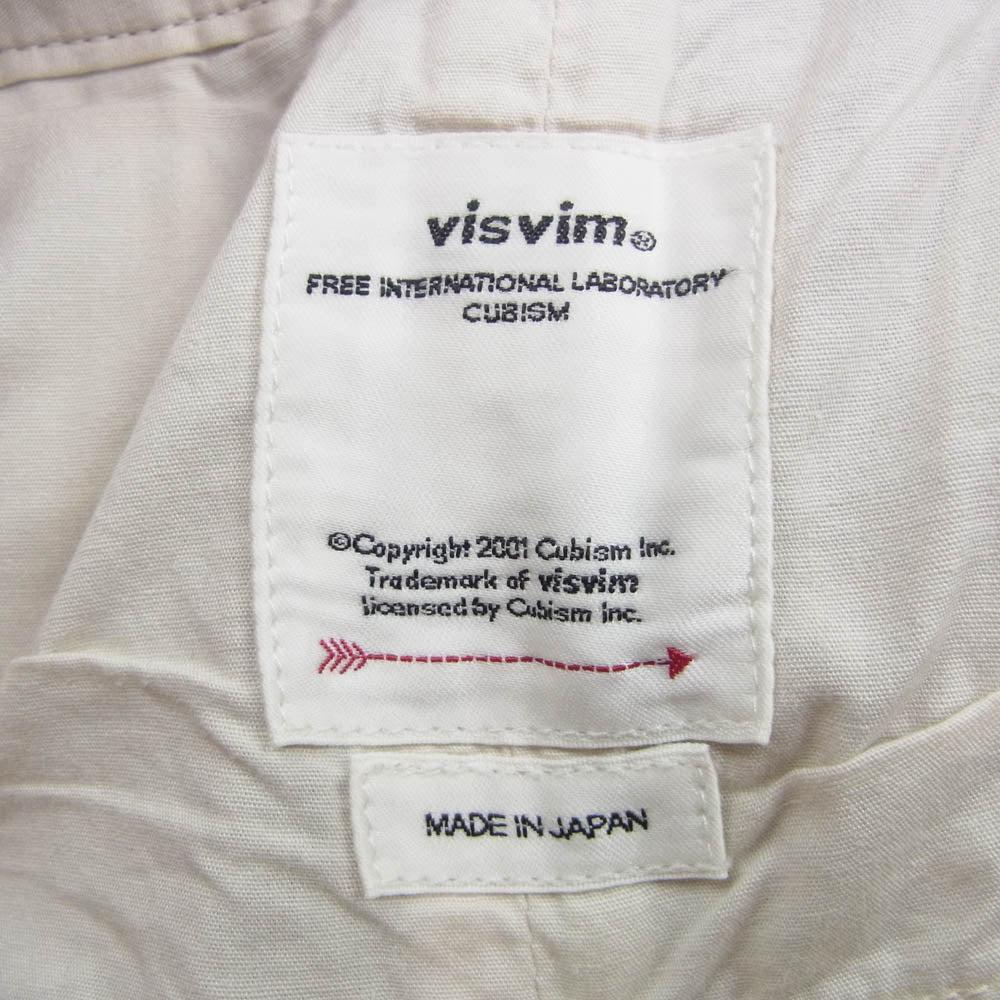 visvim®
FREE INTERNATIONAL LABORATORY
CUBISM
©Copyright 2001 Cubism Inc.
Trademark of visvim
licensed by Cubism Inc.
MADE IN JAPAN